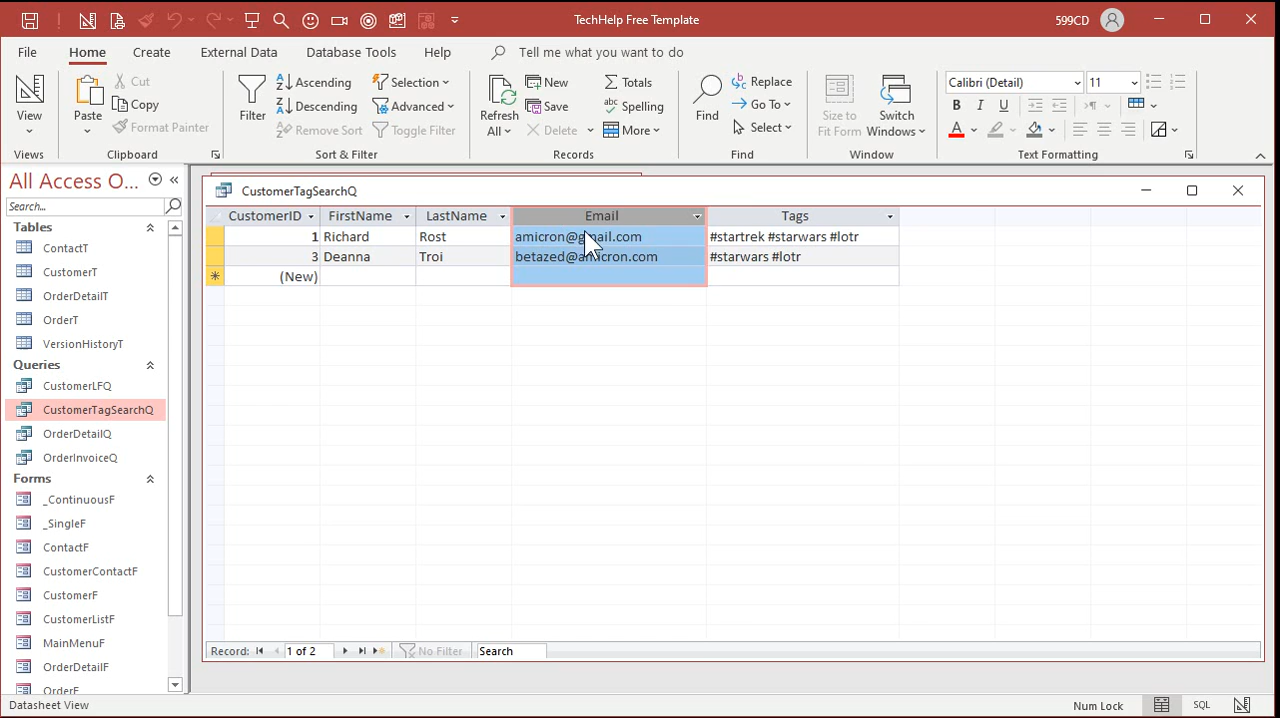 TechHelp Free Template
599CD
File Home Create External Data Database Tools Help Tell me what you want to do
View
Views
Paste
Cut
Copy
Format Painter
Clipboard
Filter
Ascending
Descending
Remove Sort
Selection
Advanced
Toggle Filter
Sort & Filter
Refresh
All
New
Save
Delete
Totals
Spelling
More
Records
Find
Replace
Go To
Select
Find
Size to
Fit Form
Switch
Windows
Window
Calibri (Detail) 11
B I U
A
Text Formatting
All Access O...
Search...
Tables
ContactT
CustomerT
OrderDetailT
OrderT
VersionHistoryT
Queries
CustomerLFQ
CustomerTagSearchQ
OrderDetailQ
OrderInvoiceQ
Forms
_ContinuousF
_SingleF
ContactF
CustomerContactF
CustomerF
CustomerListF
MainMenuF
OrderDetailF
OrderF
CustomerTagSearchQ
CustomerID FirstName LastName Email Tags
1 Richard Rost amicron@gmail.com #startrek #starwars #lotr
3 Deanna Troi betazed@amicron.com #starwars #lotr
(New)
Record: 1 of 2 No Filter Search
Datasheet View
Num Lock
SQL